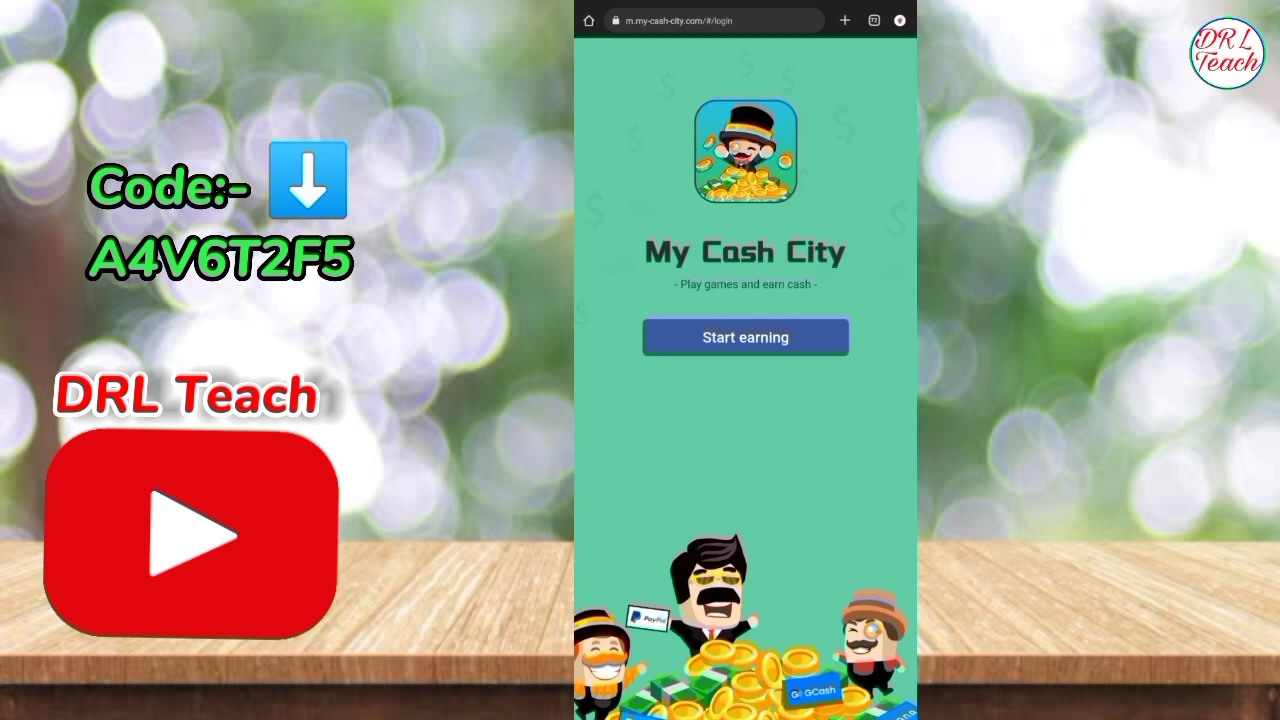 Code:-
A4V6T2F5
DRL Teach
m.my-cash-city.com/#/login
My Cash City
- Play games and earn cash -
Start earning
PayPal
GCash
DR L
Teach